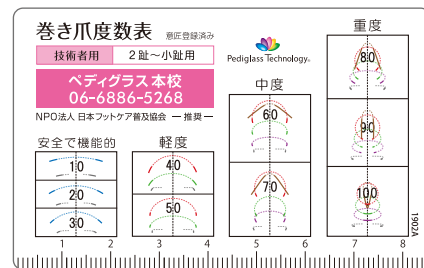 巻き爪度数表 意匠登録済み
技術者用 2趾〜小趾用
ペディグラス本校
06-6886-5268
NPO法人 日本フットケア普及協会 ー推奨ー
Pediglass Technology®
安全で機能的
10
20
30
軽度
40
50
中度
60
70
重度
80
90
100
1902A
1 2 3 4 5 6 7 8